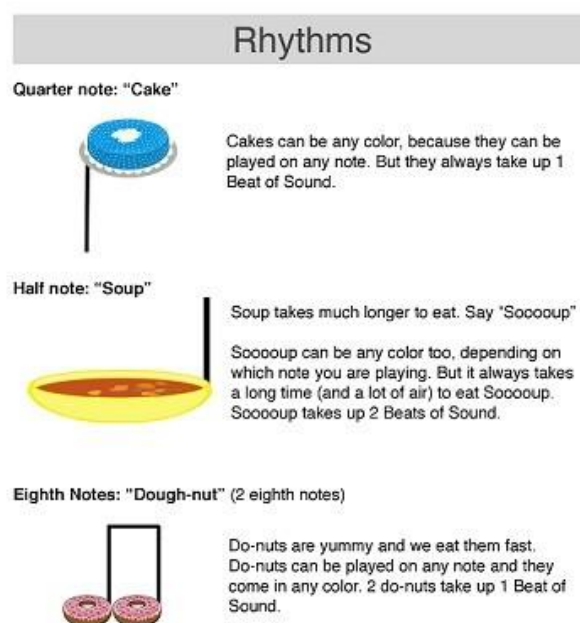 Rhythms
Quarter note: “Cake”
Cakes can be any color, because they can be
played on any note. But they always take up 1
Beat of Sound.
Half note: “Soup”
Soup takes much longer to eat. Say “Sooooup”
Sooooup can be any color too, depending on
which note you are playing. But it always takes
a long time (and a lot of air) to eat Sooooup.
Sooooup takes up 2 Beats of Sound.
Eighth Notes: “Dough-nut” (2 eighth notes)
Do-nuts are yummy and we eat them fast.
Do-nuts can be played on any note and they
come in any color. 2 do-nuts take up 1 Beat of
Sound.